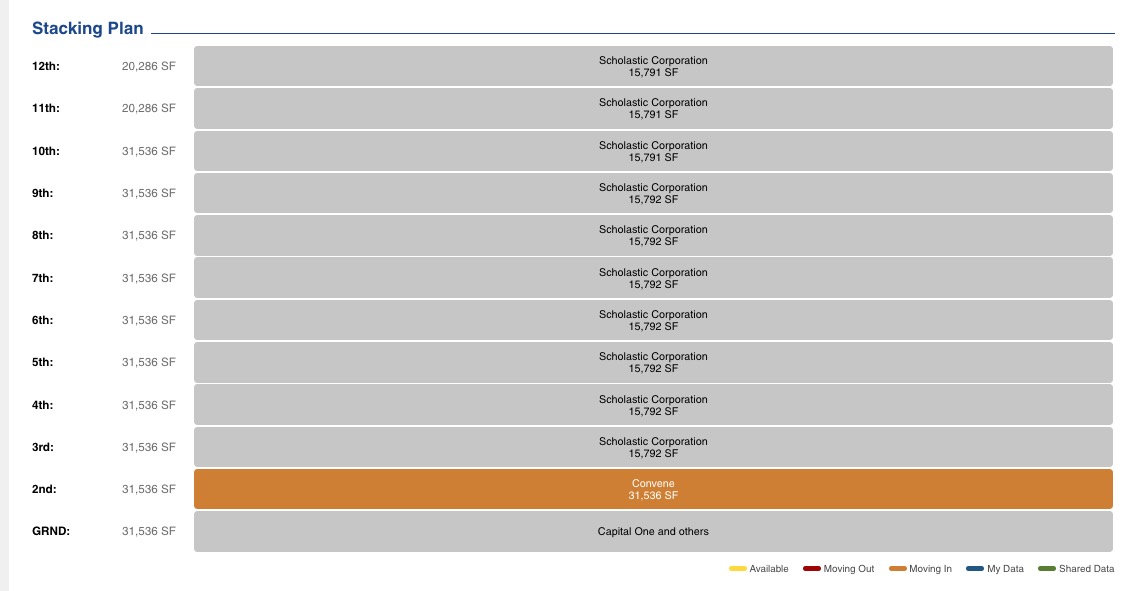 Stacking Plan
12th: 20,286 SF
Scholastic Corporation
15,791 SF
11th: 20,286 SF
Scholastic Corporation
15,791 SF
10th: 31,536 SF
Scholastic Corporation
15,791 SF
9th: 31,536 SF
Scholastic Corporation
15,792 SF
8th: 31,536 SF
Scholastic Corporation
15,792 SF
7th: 31,536 SF
Scholastic Corporation
15,792 SF
6th: 31,536 SF
Scholastic Corporation
15,792 SF
5th: 31,536 SF
Scholastic Corporation
15,792 SF
4th: 31,536 SF
Scholastic Corporation
15,792 SF
3rd: 31,536 SF
Scholastic Corporation
15,792 SF
2nd: 31,536 SF
Convene
31,536 SF
GRND: 31,536 SF
Capital One and others
Available Moving Out Moving In My Data Shared Data